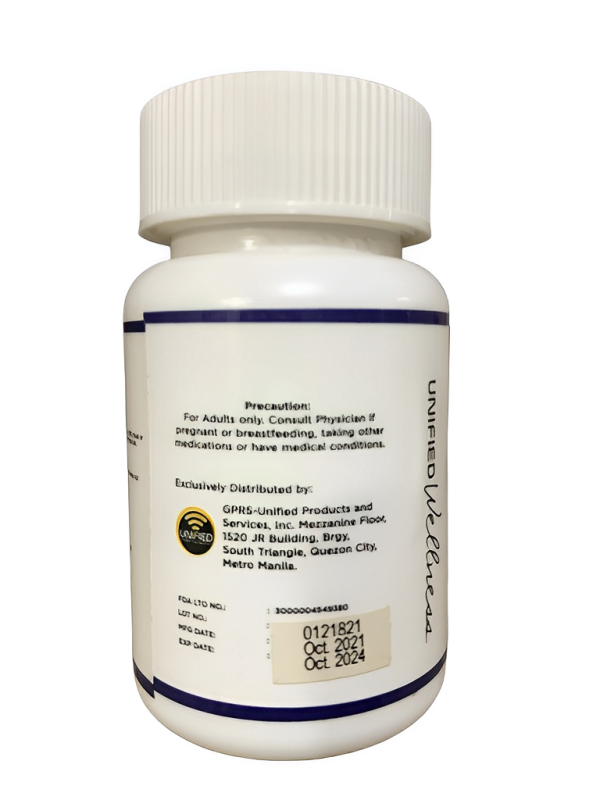 Precaution:
For Adults only. Consult Physician if
pregnant or breastfeeding, taking other
medications or have medical conditions.
Exclusively Distributed by:
UNIFIED
GPRS-Unified Products and
Services, Inc. Mezzanine Floor,
1520 JR Building, Brgy.
South Triangle, Quezon City,
Metro Manila.
FDA LTO NO.:
LOT NO.: 0121821
MFG DATE: Oct. 2021
EXP DATE: Oct. 2024
UNIFIED Wellness